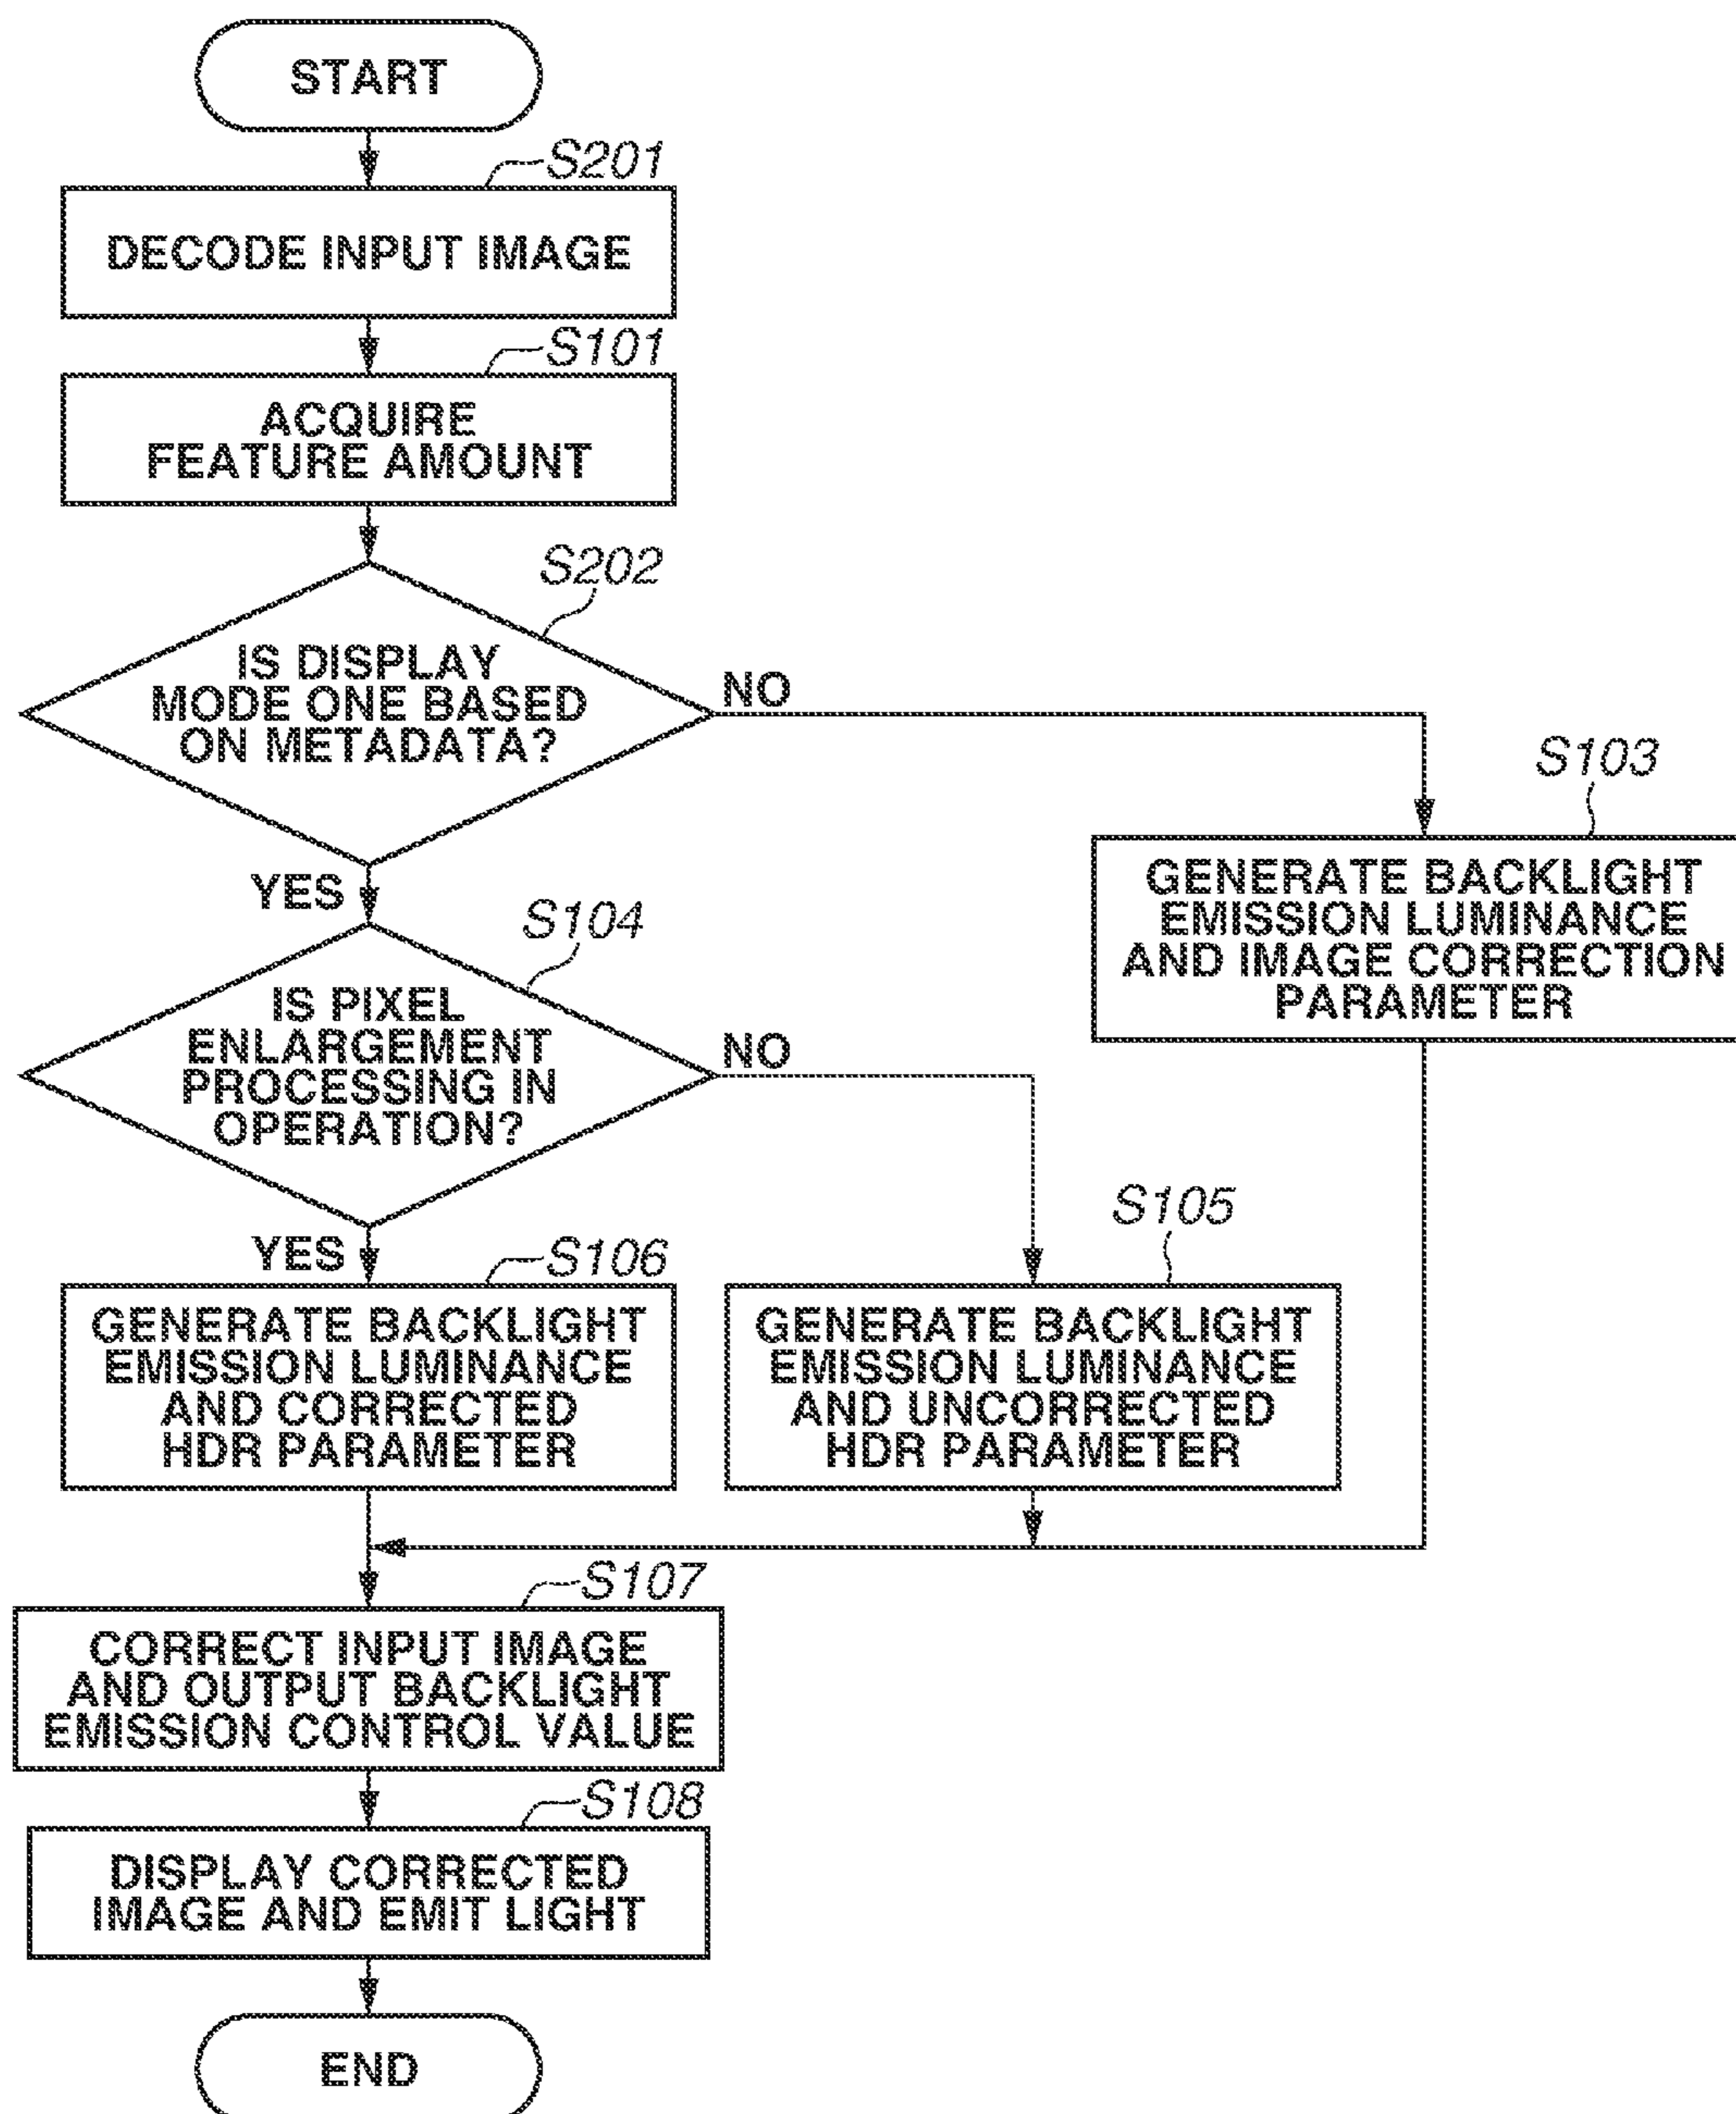 START
S201
DECODE INPUT IMAGE
S101
ACQUIRE
FEATURE AMOUNT
S202
IS DISPLAY
MODE ONE BASED
ON METADATA?
NO
YES
S103
GENERATE BACKLIGHT
EMISSION LUMINANCE
AND IMAGE CORRECTION
PARAMETER
S104
IS PIXEL
ENLARGEMENT
PROCESSING IN
OPERATION?
NO
YES
S106
GENERATE BACKLIGHT
EMISSION LUMINANCE
AND CORRECTED
HDR PARAMETER
S105
GENERATE BACKLIGHT
EMISSION LUMINANCE
AND UNCORRECTED
HDR PARAMETER
S107
CORRECT INPUT IMAGE
AND OUTPUT BACKLIGHT
EMISSION CONTROL VALUE
S108
DISPLAY CORRECTED
IMAGE AND EMIT LIGHT
END